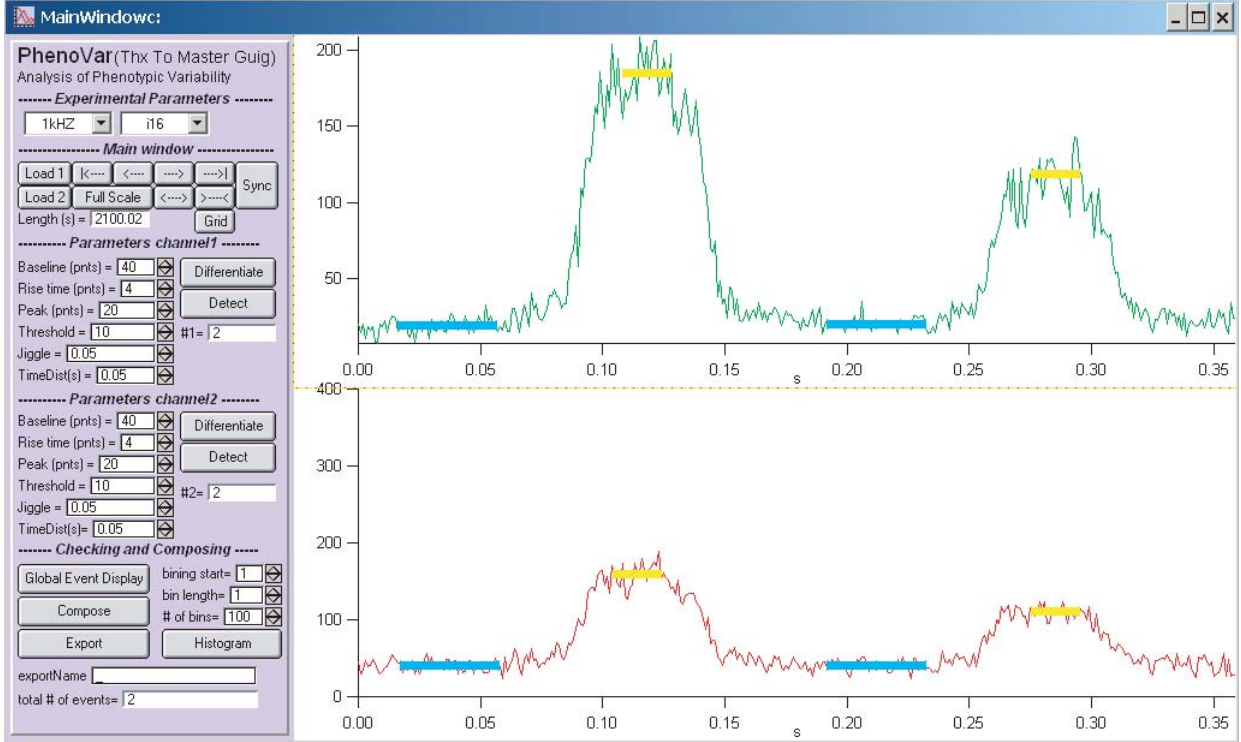 MainWindowc:
PhenoVar(Thx To Master Guig)
Analysis of Phenotypic Variability
------- Experimental Parameters --------
1kHZ i16
----------------- Main window ----------------
Load 1 |<---- <---- ----> ---->| Sync
Load 2 Full Scale <----> >----<
Length (s) = 2100.02 Grid
---------- Parameters channel1 --------
Baseline (pnts) = 40 Differentiate
Rise time (pnts) = 4
Peak (pnts) = 20 Detect
Threshold = 10 #1= 2
Jiggle = 0.05
TimeDist(s) = 0.05
---------- Parameters channel2 --------
Baseline (pnts) = 40 Differentiate
Rise time (pnts) = 4
Peak (pnts) = 20 Detect
Threshold = 10 #2= 2
Jiggle = 0.05
TimeDist(s)= 0.05
------- Checking and Composing -----
Global Event Display bining start= 1
bin length= 1
Compose # of bins= 100
Export Histogram
exportName _
total # of events= 2
200
150
100
50
0.00 0.05 0.10 0.15 0.20 0.25 0.30 0.35
s
400
300
200
100
0
0.00 0.05 0.10 0.15 0.20 0.25 0.30 0.35
s